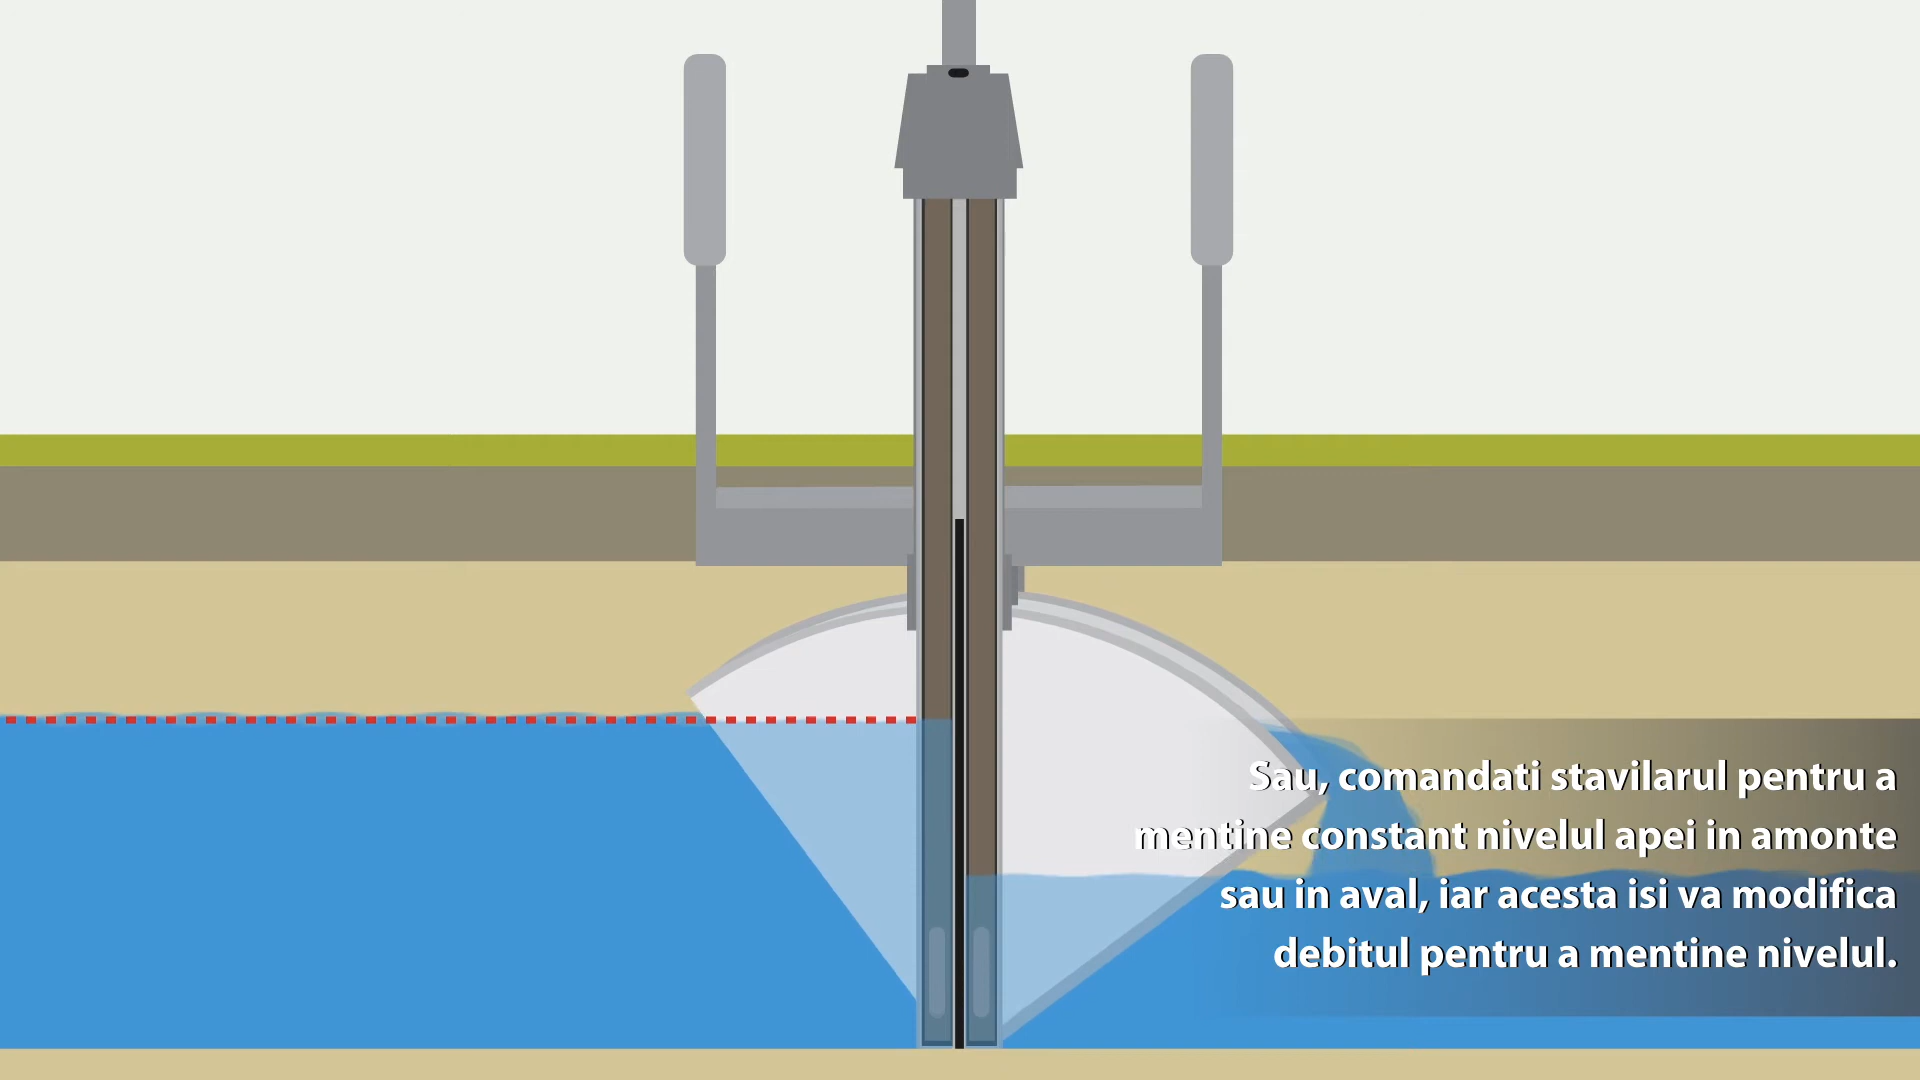 Sau, comandati stavilarul pentru a
mentine constant nivelul apei in amonte
sau in aval, iar acesta isi va modifica
debitul pentru a mentine nivelul.